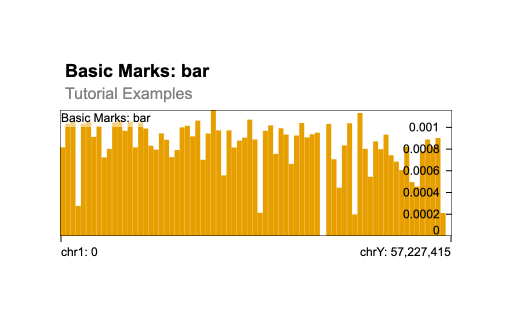 Basic Marks: bar
Tutorial Examples
Basic Marks: bar
0.001
0.0008
0.0006
0.0004
0.0002
0
chr1: 0
chrY: 57,227,415